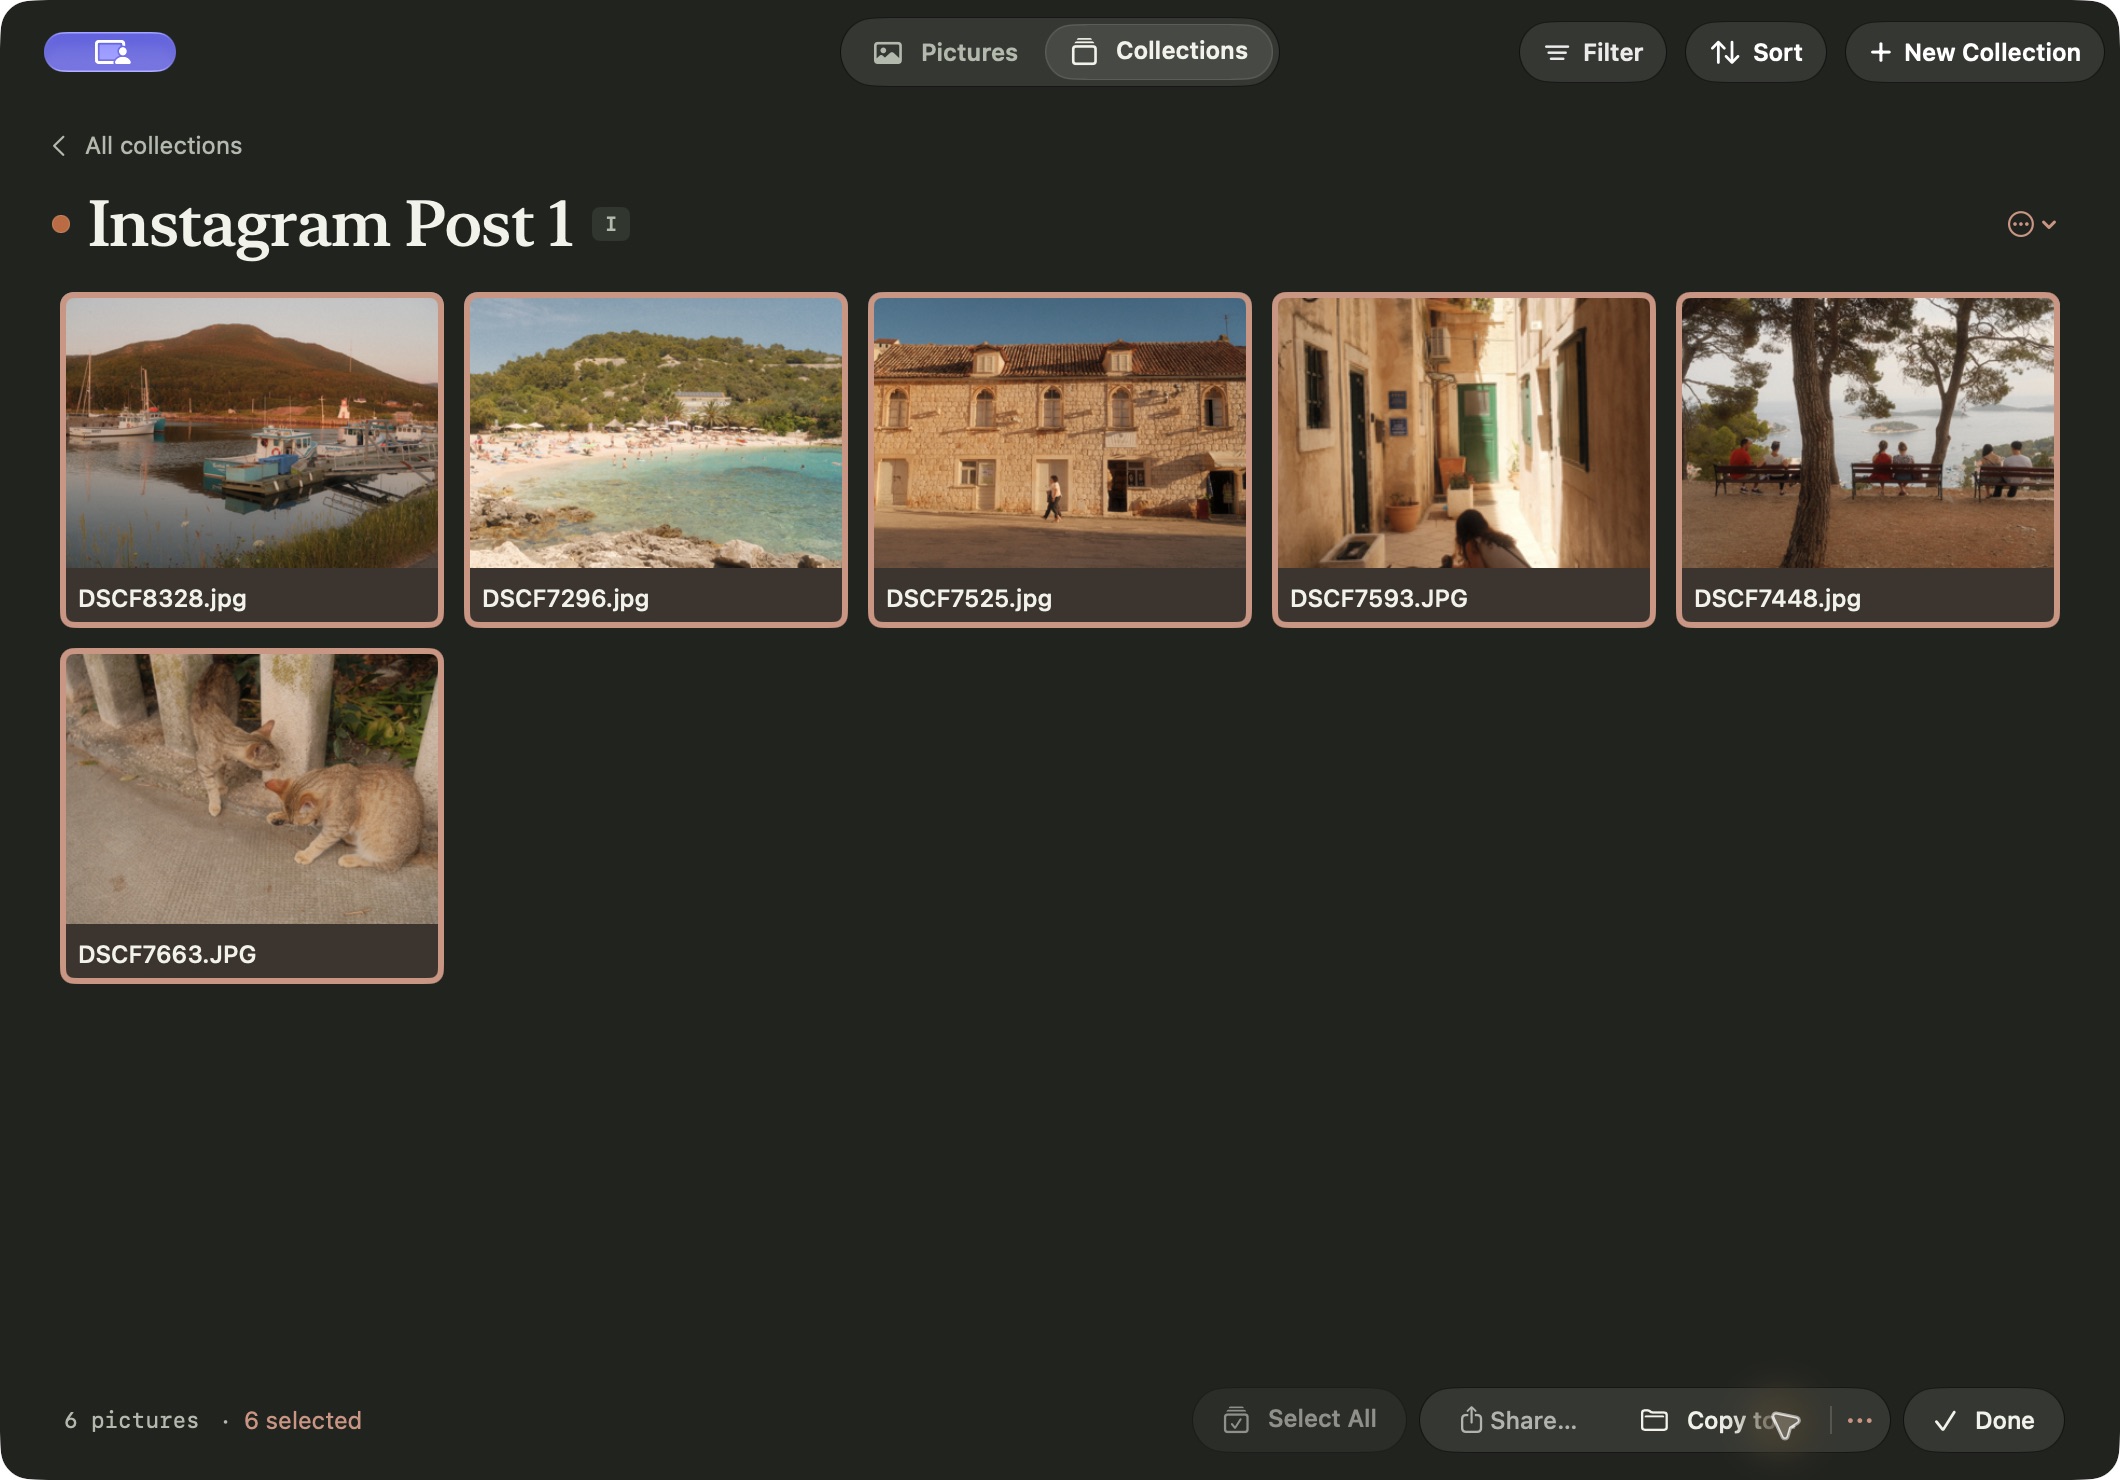 Pictures
Collections
Filter
Sort
New Collection
All collections
Instagram Post 1
I
DSCF8328.jpg
DSCF7296.jpg
DSCF7525.jpg
DSCF7593.JPG
DSCF7448.jpg
DSCF7663.JPG
6 pictures · 6 selected
Select All
Share...
Copy to
Done